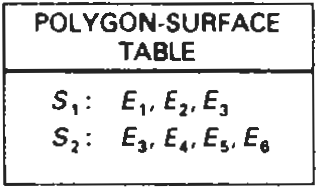 POLYGON-SURFACE
TABLE
S₁: E₁, E₂, E₃
S₂: E₃, E₄, E₅, E₆